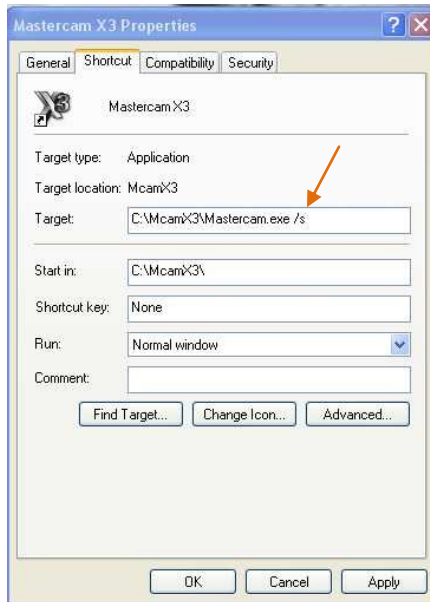 Mastercam X3 Properties
General Shortcut Compatibility Security
X3 Mastercam X3
Target type: Application
Target location: McamX3
Target: C:\McamX3\Mastercam.exe /s
Start in: C:\McamX3\
Shortcut key: None
Run: Normal window
Comment:
Find Target... Change Icon... Advanced...
OK Cancel Apply